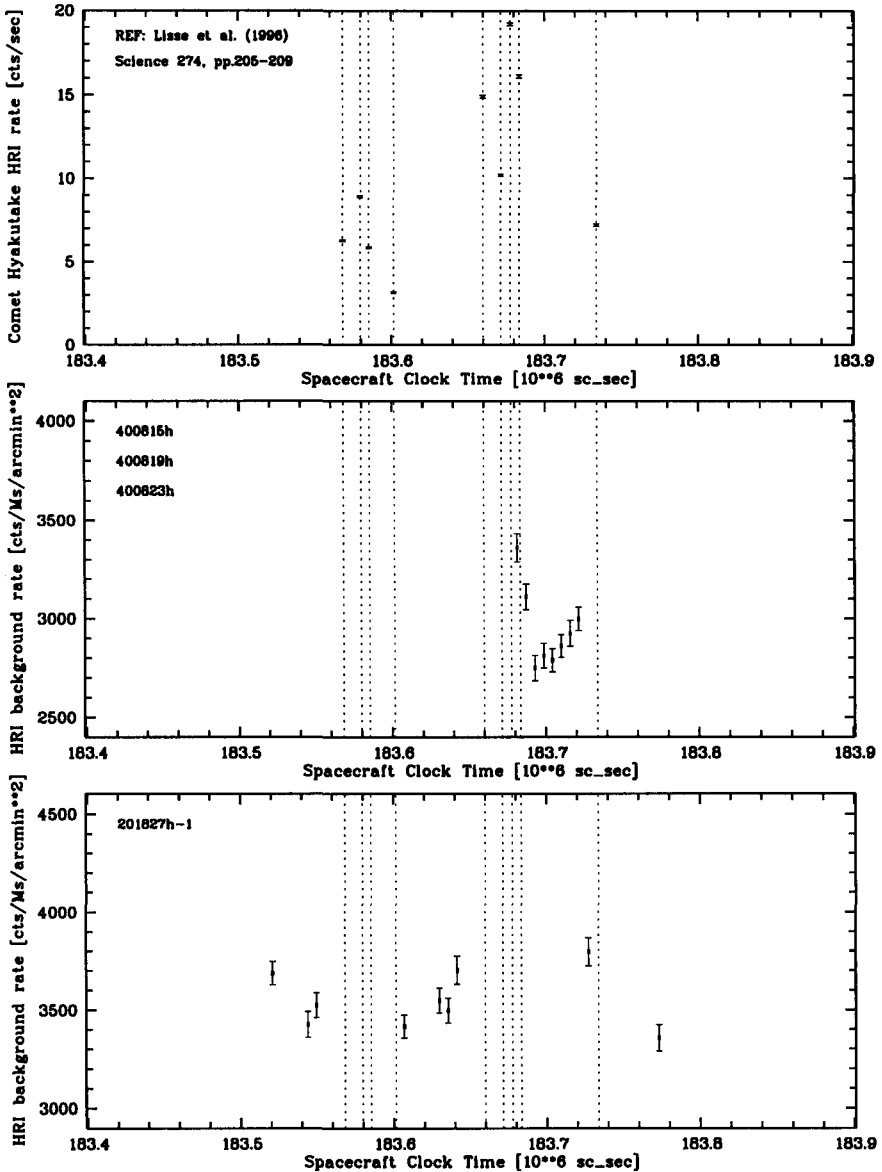 Comet Hyakutake HRI rate [cts/sec]
20
15
10
5
0
REF: Lisse et al. (1996)
Science 274, pp.205-209
183.4 183.5 183.6 183.7 183.8 183.9
Spacecraft Clock Time [10**6 sc_sec]
HRI background rate [cts/Ms/arcmin**2]
4000
3500
3000
2500
400815h
400819h
400823h
183.4 183.5 183.6 183.7 183.8 183.9
Spacecraft Clock Time [10**6 sc_sec]
HRI background rate [cts/Ms/arcmin**2]
4500
4000
3500
3000
201827h-1
183.4 183.5 183.6 183.7 183.8 183.9
Spacecraft Clock Time [10**6 sc_sec]